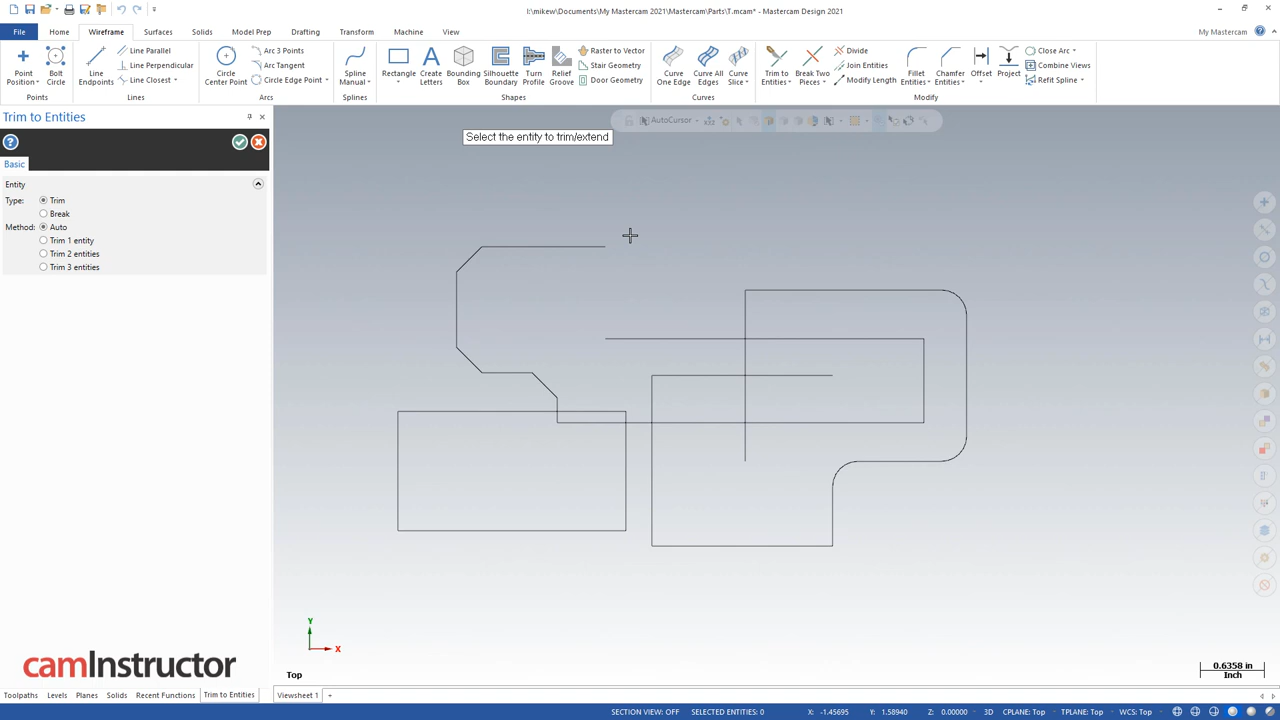 C:\Users\mikew\Documents\My Mastercam 2021\Mastercam\Parts\T.mcam* - Mastercam Design 2021
File Home Wireframe Surfaces Solids Model Prep Drafting Transform Machine View My Mastercam
Point Position
Bolt Circle
Points
Line Endpoints
Line Parallel
Line Perpendicular
Line Closest
Lines
Circle Center Point
Arc 3 Points
Arc Tangent
Circle Edge Point
Arcs
Spline Manual
Splines
Rectangle
Create Letters
Bounding Box
Silhouette Boundary
Turn Profile
Relief Groove
Raster to Vector
Stair Geometry
Door Geometry
Shapes
Curve One Edge
Curve All Edges
Curve Slice
Curves
Trim to Entities
Break Two Pieces
Divide
Join Entities
Modify Length
Fillet Entities
Chamfer Entities
Offset
Project
Close Arc
Combine Views
Refit Spline
Modify
Trim to Entities
Basic
Entity
Type: Trim
Break
Method: Auto
Trim 1 entity
Trim 2 entities
Trim 3 entities
AutoCursor
Select the entity to trim/extend
Y
X
Top
0.6358 in
Inch
camInstructor
Toolpaths Levels Planes Solids Recent Functions Trim to Entities Viewsheet 1 +
SECTION VIEW: OFF SELECTED ENTITIES: 0 X: -1.45695 Y: 1.58940 Z: 0.00000 3D CPLANE: Top TPLANE: Top WCS: Top